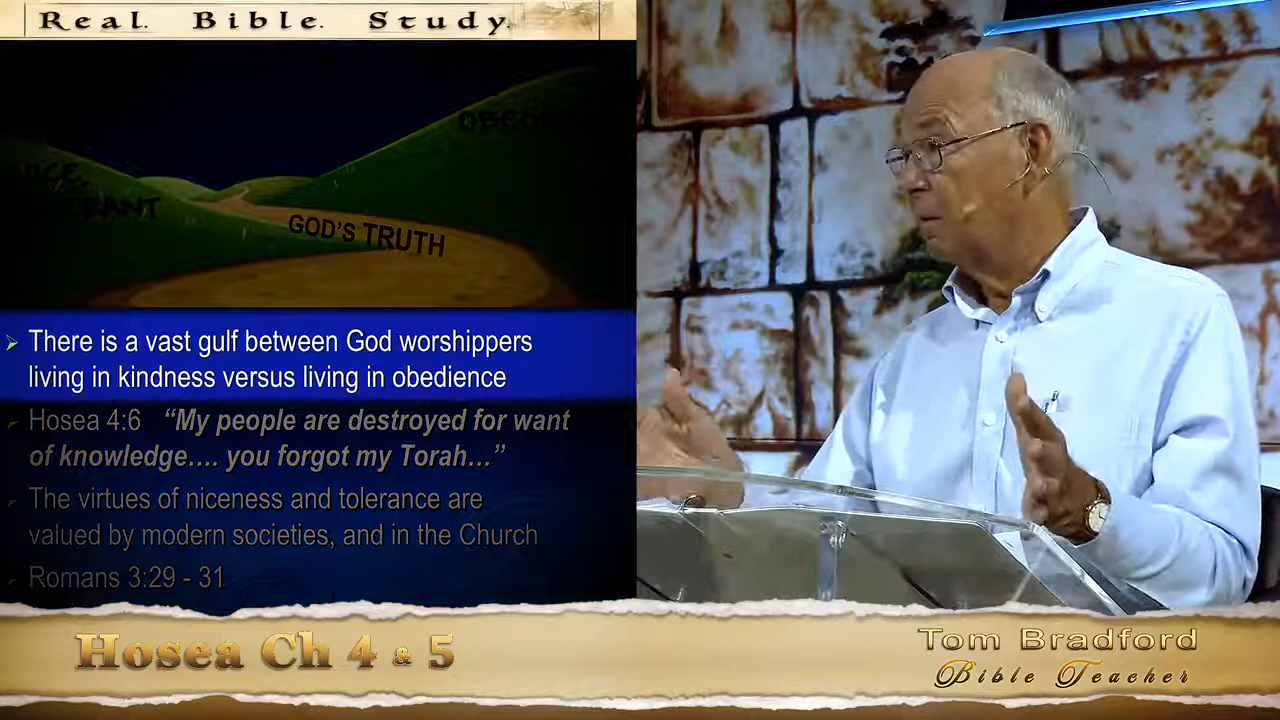 Real. Bible. Study.
GOD'S TRUTH
There is a vast gulf between God worshippers
living in kindness versus living in obedience
Hosea 4:6 “My people are destroyed for want
of knowledge.... you forgot my Torah...”
The virtues of niceness and tolerance are
valued by modern societies, and in the Church
Romans 3:29 - 31
Hosea Ch 4 & 5
Tom Bradford
Bible Teacher